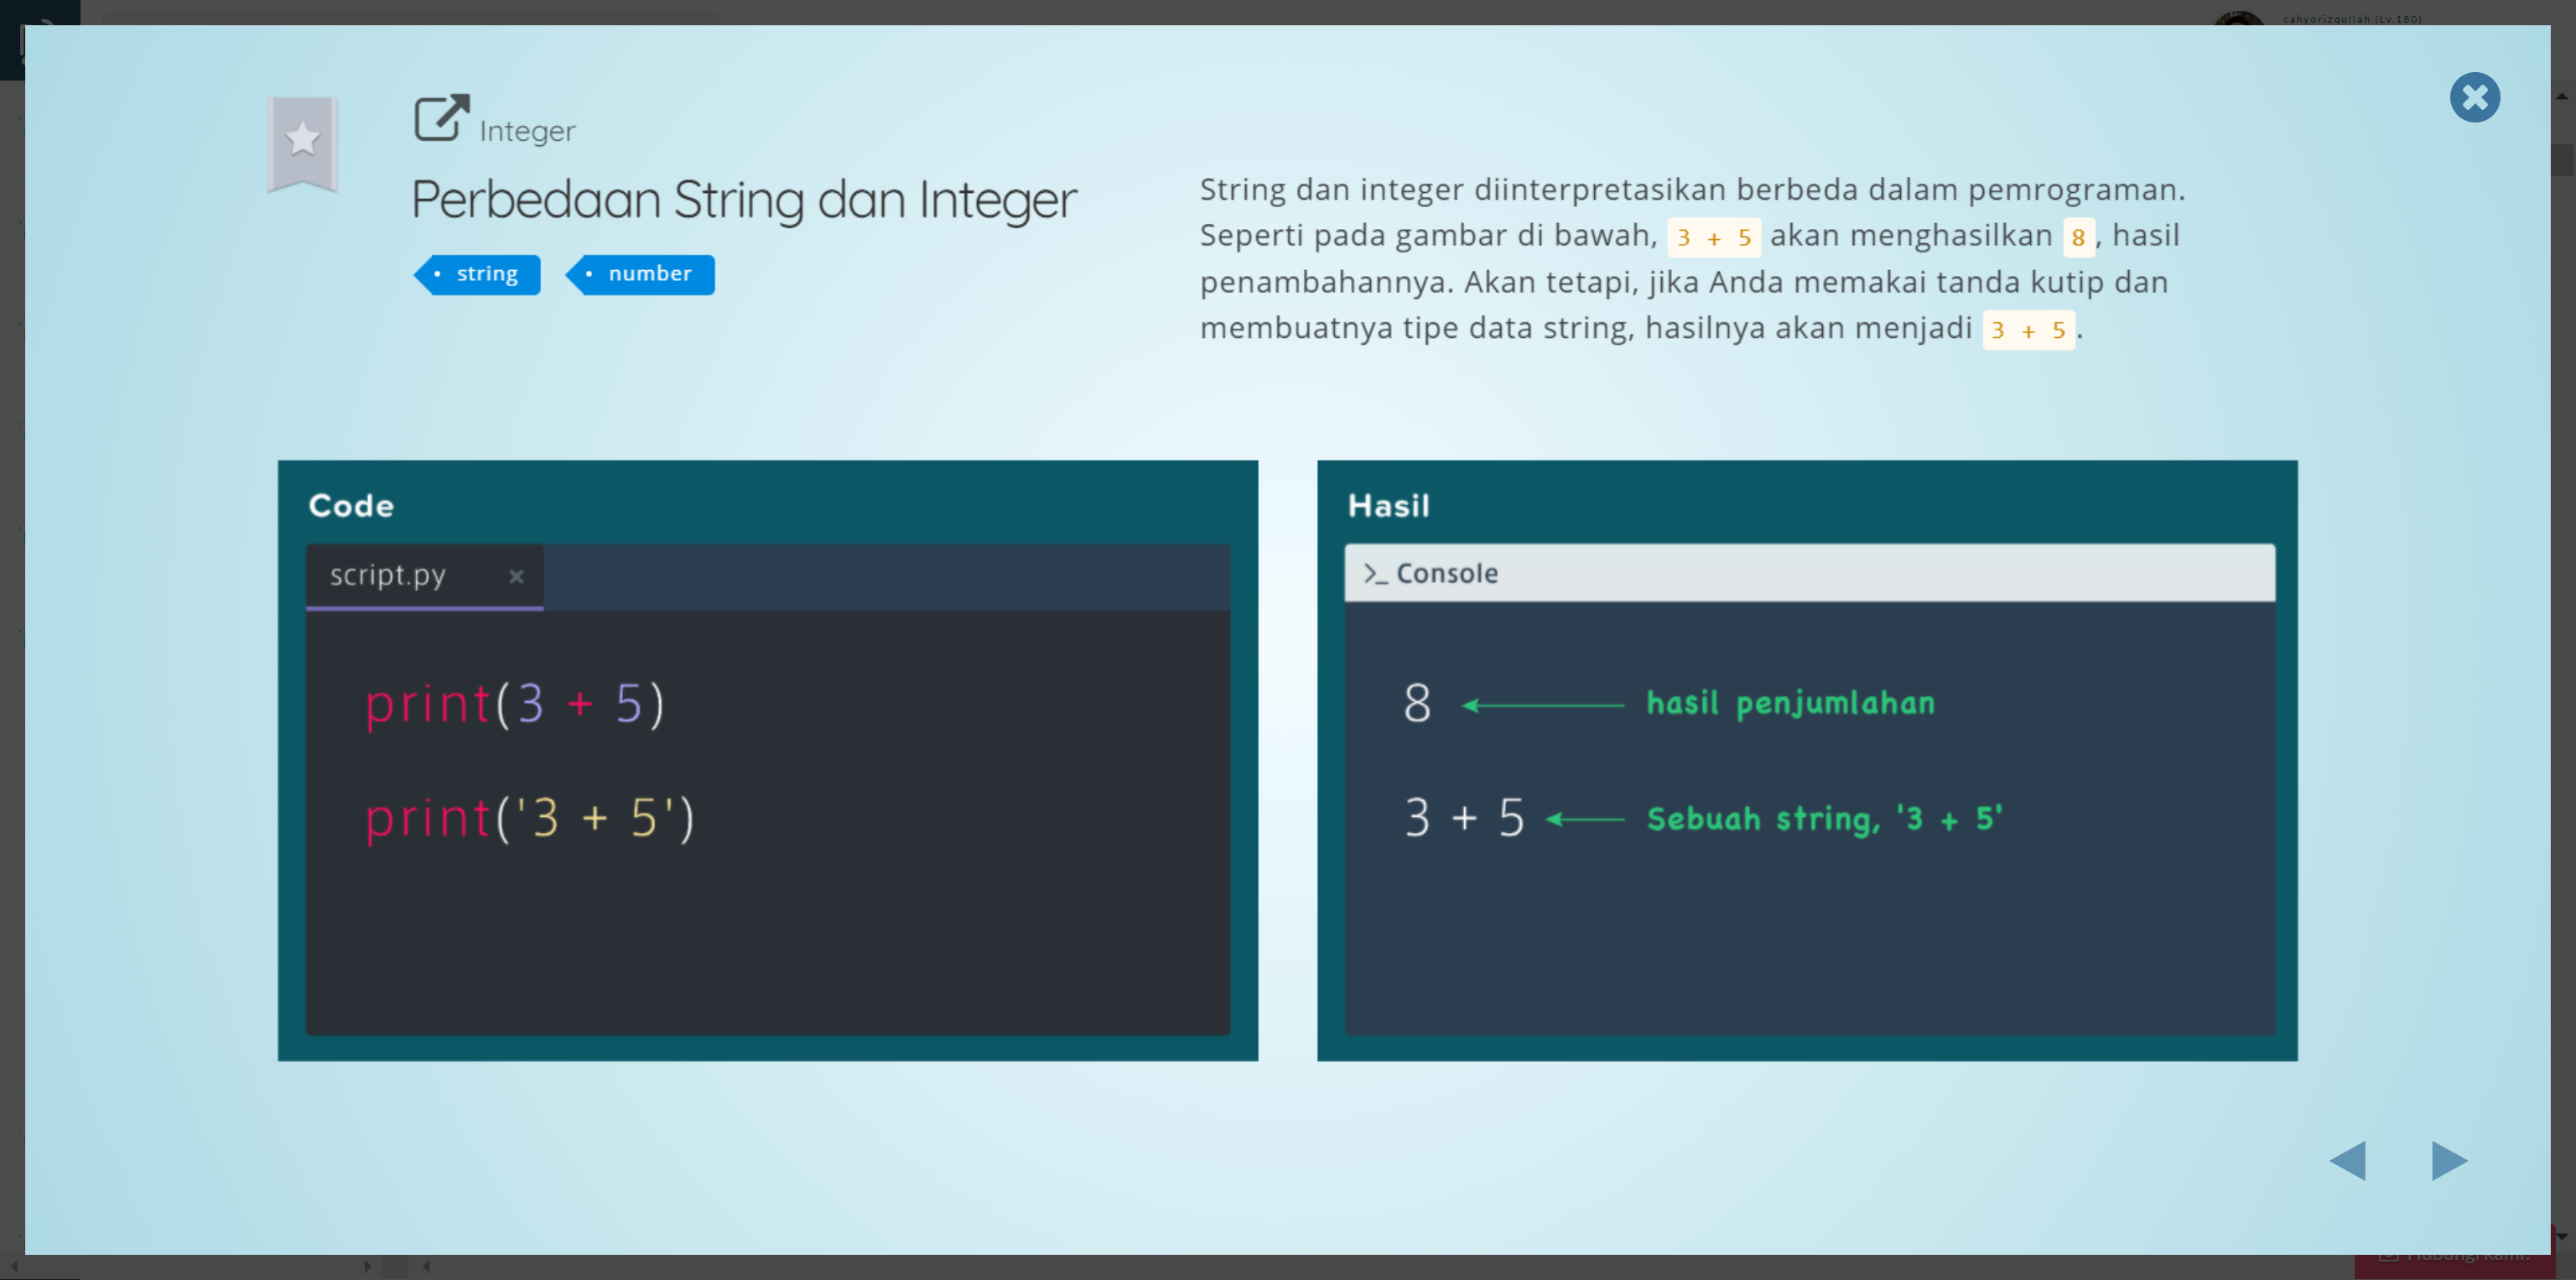 cahyorizqullah (Lv.180)
Integer
Perbedaan String dan Integer
• string
• number
String dan integer diinterpretasikan berbeda dalam pemrograman.
Seperti pada gambar di bawah, 3 + 5 akan menghasilkan 8, hasil
penambahannya. Akan tetapi, jika Anda memakai tanda kutip dan
membuatnya tipe data string, hasilnya akan menjadi 3 + 5.
Code
script.py ×
print(3 + 5)
print('3 + 5')
Hasil
>_ Console
8 hasil penjumlahan
3 + 5 Sebuah string, '3 + 5'